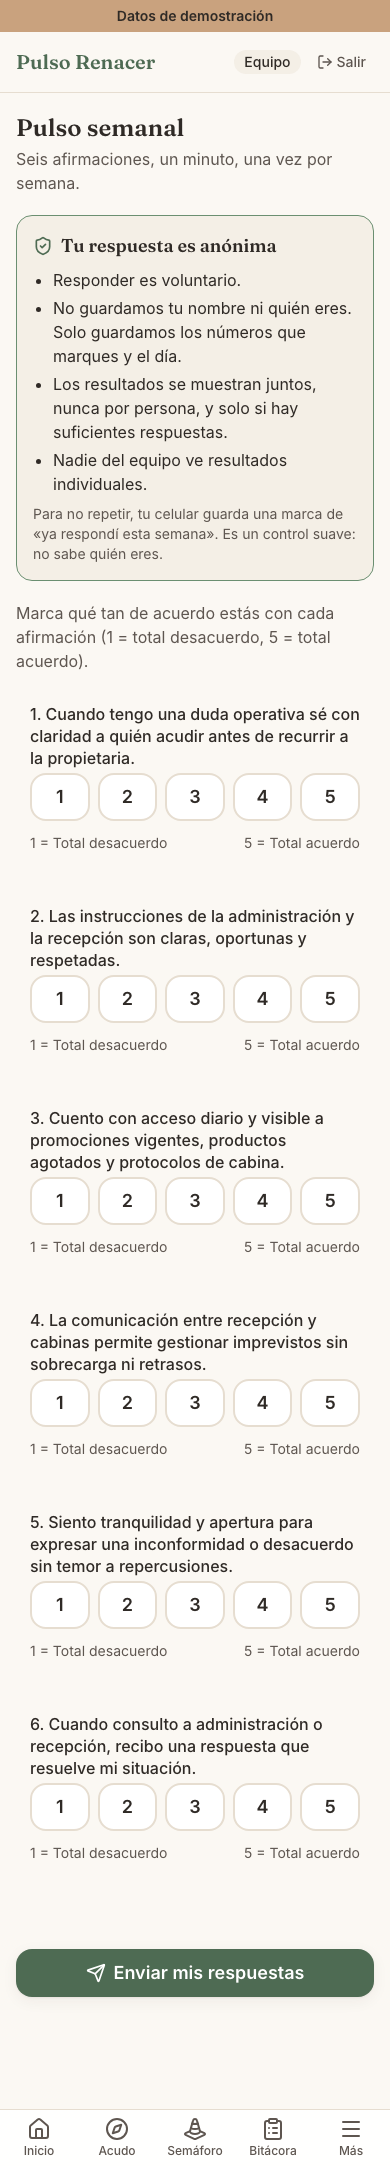 Datos de demostración
Pulso Renacer
Equipo
Salir
Pulso semanal
Seis afirmaciones, un minuto, una vez por
semana.
Tu respuesta es anónima
• Responder es voluntario.
• No guardamos tu nombre ni quién eres.
Solo guardamos los números que
marques y el día.
• Los resultados se muestran juntos,
nunca por persona, y solo si hay
suficientes respuestas.
• Nadie del equipo ve resultados
individuales.
Para no repetir, tu celular guarda una marca de
«ya respondí esta semana». Es un control suave:
no sabe quién eres.
Marca qué tan de acuerdo estás con cada
afirmación (1 = total desacuerdo, 5 = total
acuerdo).
1. Cuando tengo una duda operativa sé con
claridad a quién acudir antes de recurrir a
la propietaria.
1 2 3 4 5
1 = Total desacuerdo 5 = Total acuerdo
2. Las instrucciones de la administración y
la recepción son claras, oportunas y
respetadas.
1 2 3 4 5
1 = Total desacuerdo 5 = Total acuerdo
3. Cuento con acceso diario y visible a
promociones vigentes, productos
agotados y protocolos de cabina.
1 2 3 4 5
1 = Total desacuerdo 5 = Total acuerdo
4. La comunicación entre recepción y
cabinas permite gestionar imprevistos sin
sobrecarga ni retrasos.
1 2 3 4 5
1 = Total desacuerdo 5 = Total acuerdo
5. Siento tranquilidad y apertura para
expresar una inconformidad o desacuerdo
sin temor a repercusiones.
1 2 3 4 5
1 = Total desacuerdo 5 = Total acuerdo
6. Cuando consulto a administración o
recepción, recibo una respuesta que
resuelve mi situación.
1 2 3 4 5
1 = Total desacuerdo 5 = Total acuerdo
Enviar mis respuestas
Inicio Acudo Semáforo Bitácora Más